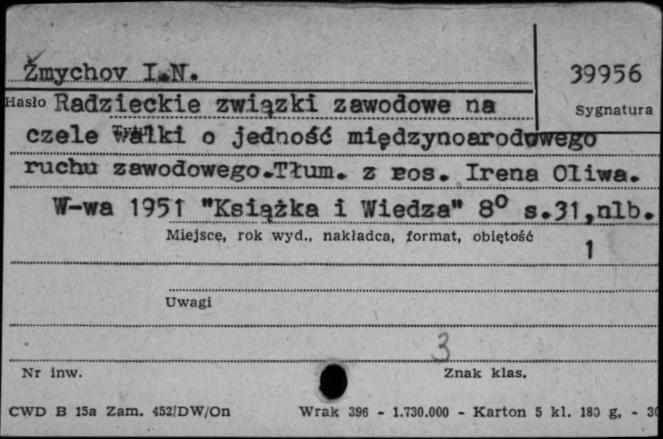 Żmychov I.N.
39956
Hasło Radzieckie związki zawodowe na
Sygnatura
czele walki o jedność międzynoarodowego
ruchu zawodowego.Tłum. z ros. Irena Oliwa.
W-wa 1951 "Książka i Wiedza" 8° s.31,nlb.
Miejsce, rok wyd., nakładca, format, objętość
1
Uwagi
3
Nr inw.
Znak klas.
CWD B 15a Zam. 452/DW/On Wrak 396 - 1.730.000 - Karton 5 kl. 180 g, -